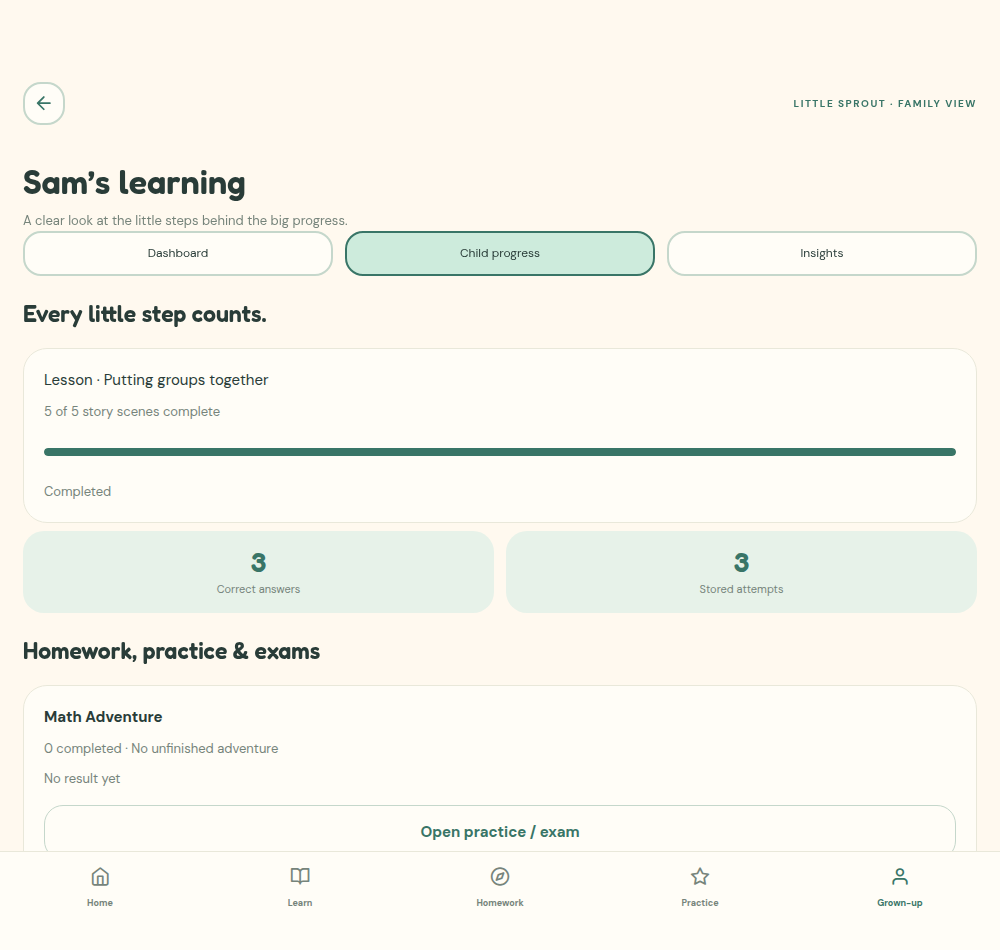 LITTLE SPROUT · FAMILY VIEW
Sam’s learning
A clear look at the little steps behind the big progress.
Dashboard
Child progress
Insights
Every little step counts.
Lesson · Putting groups together
5 of 5 story scenes complete
Completed
3
Correct answers
3
Stored attempts
Homework, practice & exams
Math Adventure
0 completed · No unfinished adventure
No result yet
Open practice / exam
Home
Learn
Homework
Practice
Grown-up